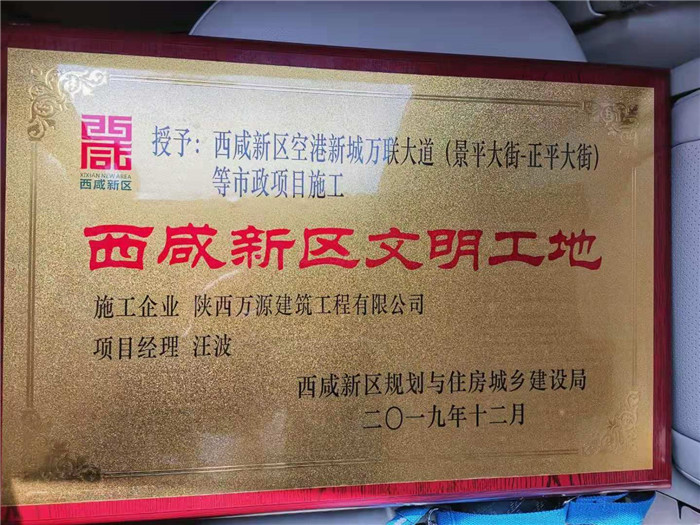 西咸
XIXIAN NEW AREA
西咸新区
授予：西咸新区空港新城万联大道（景平大街-正平大街）
等市政项目施工
西咸新区文明工地
施工企业 陕西万源建筑工程有限公司
项目经理 汪波
西咸新区规划与住房城乡建设局
二〇一九年十二月